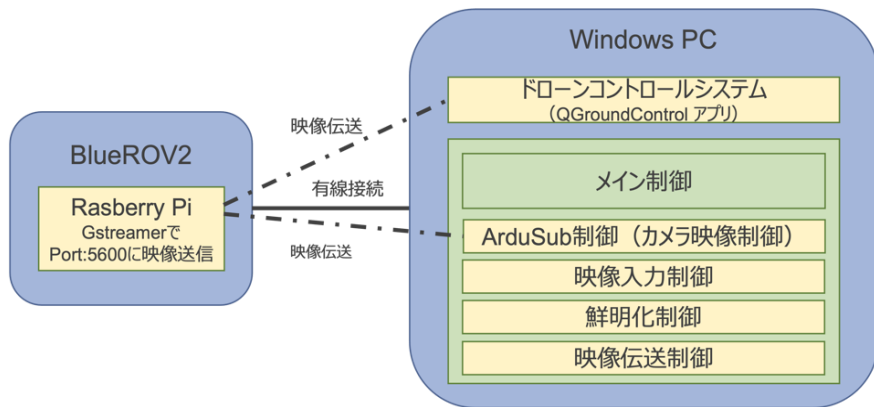 Windows PC
ドローンコントロールシステム
（QGroundControl アプリ）
映像伝送
BlueROV2
メイン制御
有線接続
Rasberry Pi
Gstreamerで
Port:5600に映像送信
ArduSub制御（カメラ映像制御）
映像伝送
映像入力制御
鮮明化制御
映像伝送制御